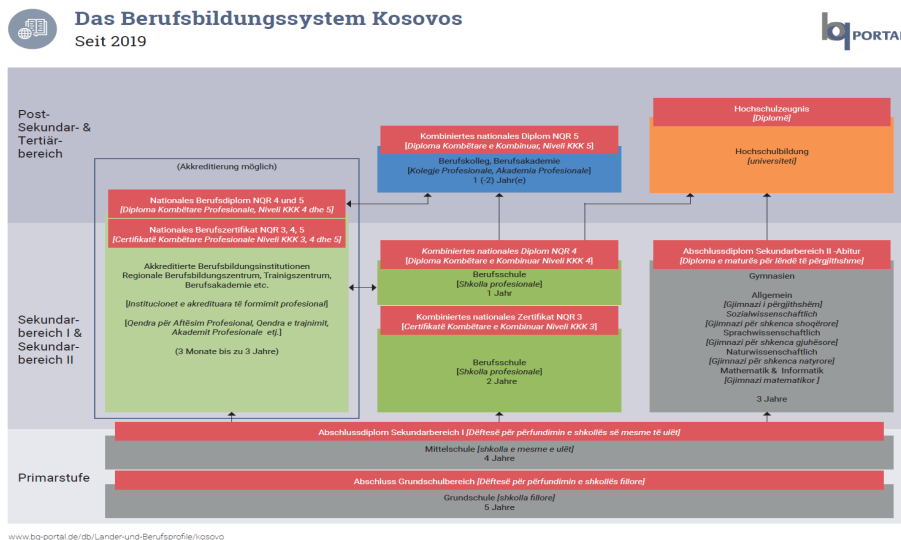 Das Berufsbildungssystem Kosovos
Seit 2019
bq PORTAL
Post-
Sekundar- &
Tertiär-
bereich
(Akkreditierung möglich)
Nationales Berufsdiplom NQR 4 und 5
[Diploma Kombëtare Profesionale, Niveli KKK 4 dhe 5]
Nationales Berufszertifikat NQR 3, 4, 5
[Certifikatë Kombëtare Profesionale Niveli KKK 3, 4 dhe 5]
Akkreditierte Berufsbildungsinstitutionen
Regionale Berufsbildungszentrum, Trainigszentrum,
Berufsakademie etc.
[Institucionet e akredituara të formimit profesional]
[Qendra për Aftësim Profesional, Qendra e trajnimit,
Akademit Profesionale etj.]
(3 Monate bis zu 3 Jahre)
Kombiniertes nationales Diplom NQR 5
[Diploma Kombëtare e Kombinuar, Niveli KKK 5]
Berufskolleg, Berufsakademie
[Kolegje Profesionale, Akademia Profesionale]
1 (-2) Jahr(e)
Kombiniertes nationales Diplom NQR 4
[Diploma Kombëtare e Kombinuar Niveli KKK 4]
Berufsschule
[Shkolla profesionale]
1 Jahr
Kombiniertes nationales Zertifikat NQR 3
[Certifikatë Kombëtare e Kombinuar Niveli KKK 3]
Berufsschule
[Shkolla profesionale]
2 Jahre
Hochschulzeugnis
[Diplomë]
Hochschulbildung
[universiteti]
Abschlussdiplom Sekundarbereich II -Abitur
[Diploma e maturës për lëndë të përgjithshme]
Gymnasien
Allgemein
[Gjimnazi i përgjithshëm]
Sozialwissenschaftlich
[Gjimnazi për shkenca shoqërore]
Sprachwissenschaftlich
[Gjimnazi për shkenca gjuhësore]
Naturwissenschaftlich
[Gjimnazi për shkenca natyrore]
Mathematik & Informatik
[Gjimnazi matematikor ]
3 Jahre
Sekundar-
bereich I &
Sekundar-
bereich II
Abschlussdiplom Sekundarbereich I [Dëftesë për përfundimin e shkollës së mesme të ulët]
Mittelschule [shkolla e mesme e ulët]
4 Jahre
Primarstufe
Abschluss Grundschulbereich [Dëftesë për përfundimin e shkollës fillore]
Grundschule [shkolla fillore]
5 Jahre
www.bq-portal.de/db/Lander-und-Berufsprofile/kosovo